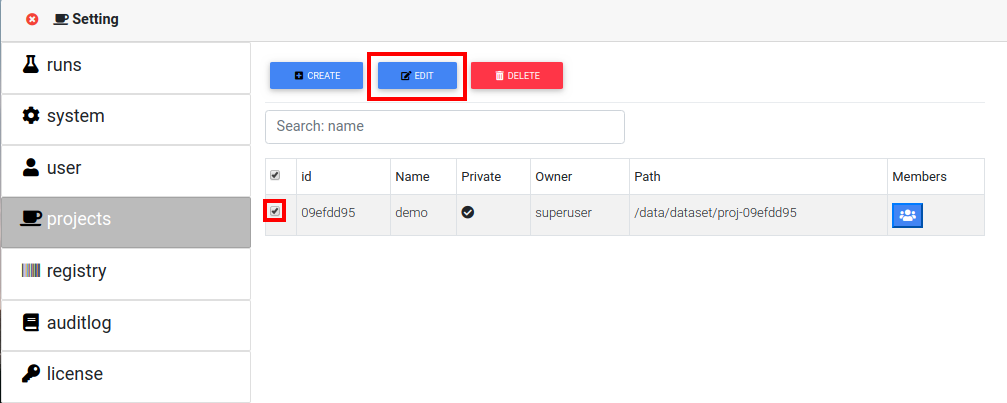 Setting
runs
system
user
projects
registry
auditlog
license
CREATE EDIT DELETE
Search: name
id Name Private Owner Path Members
09efdd95 demo superuser /data/dataset/proj-09efdd95